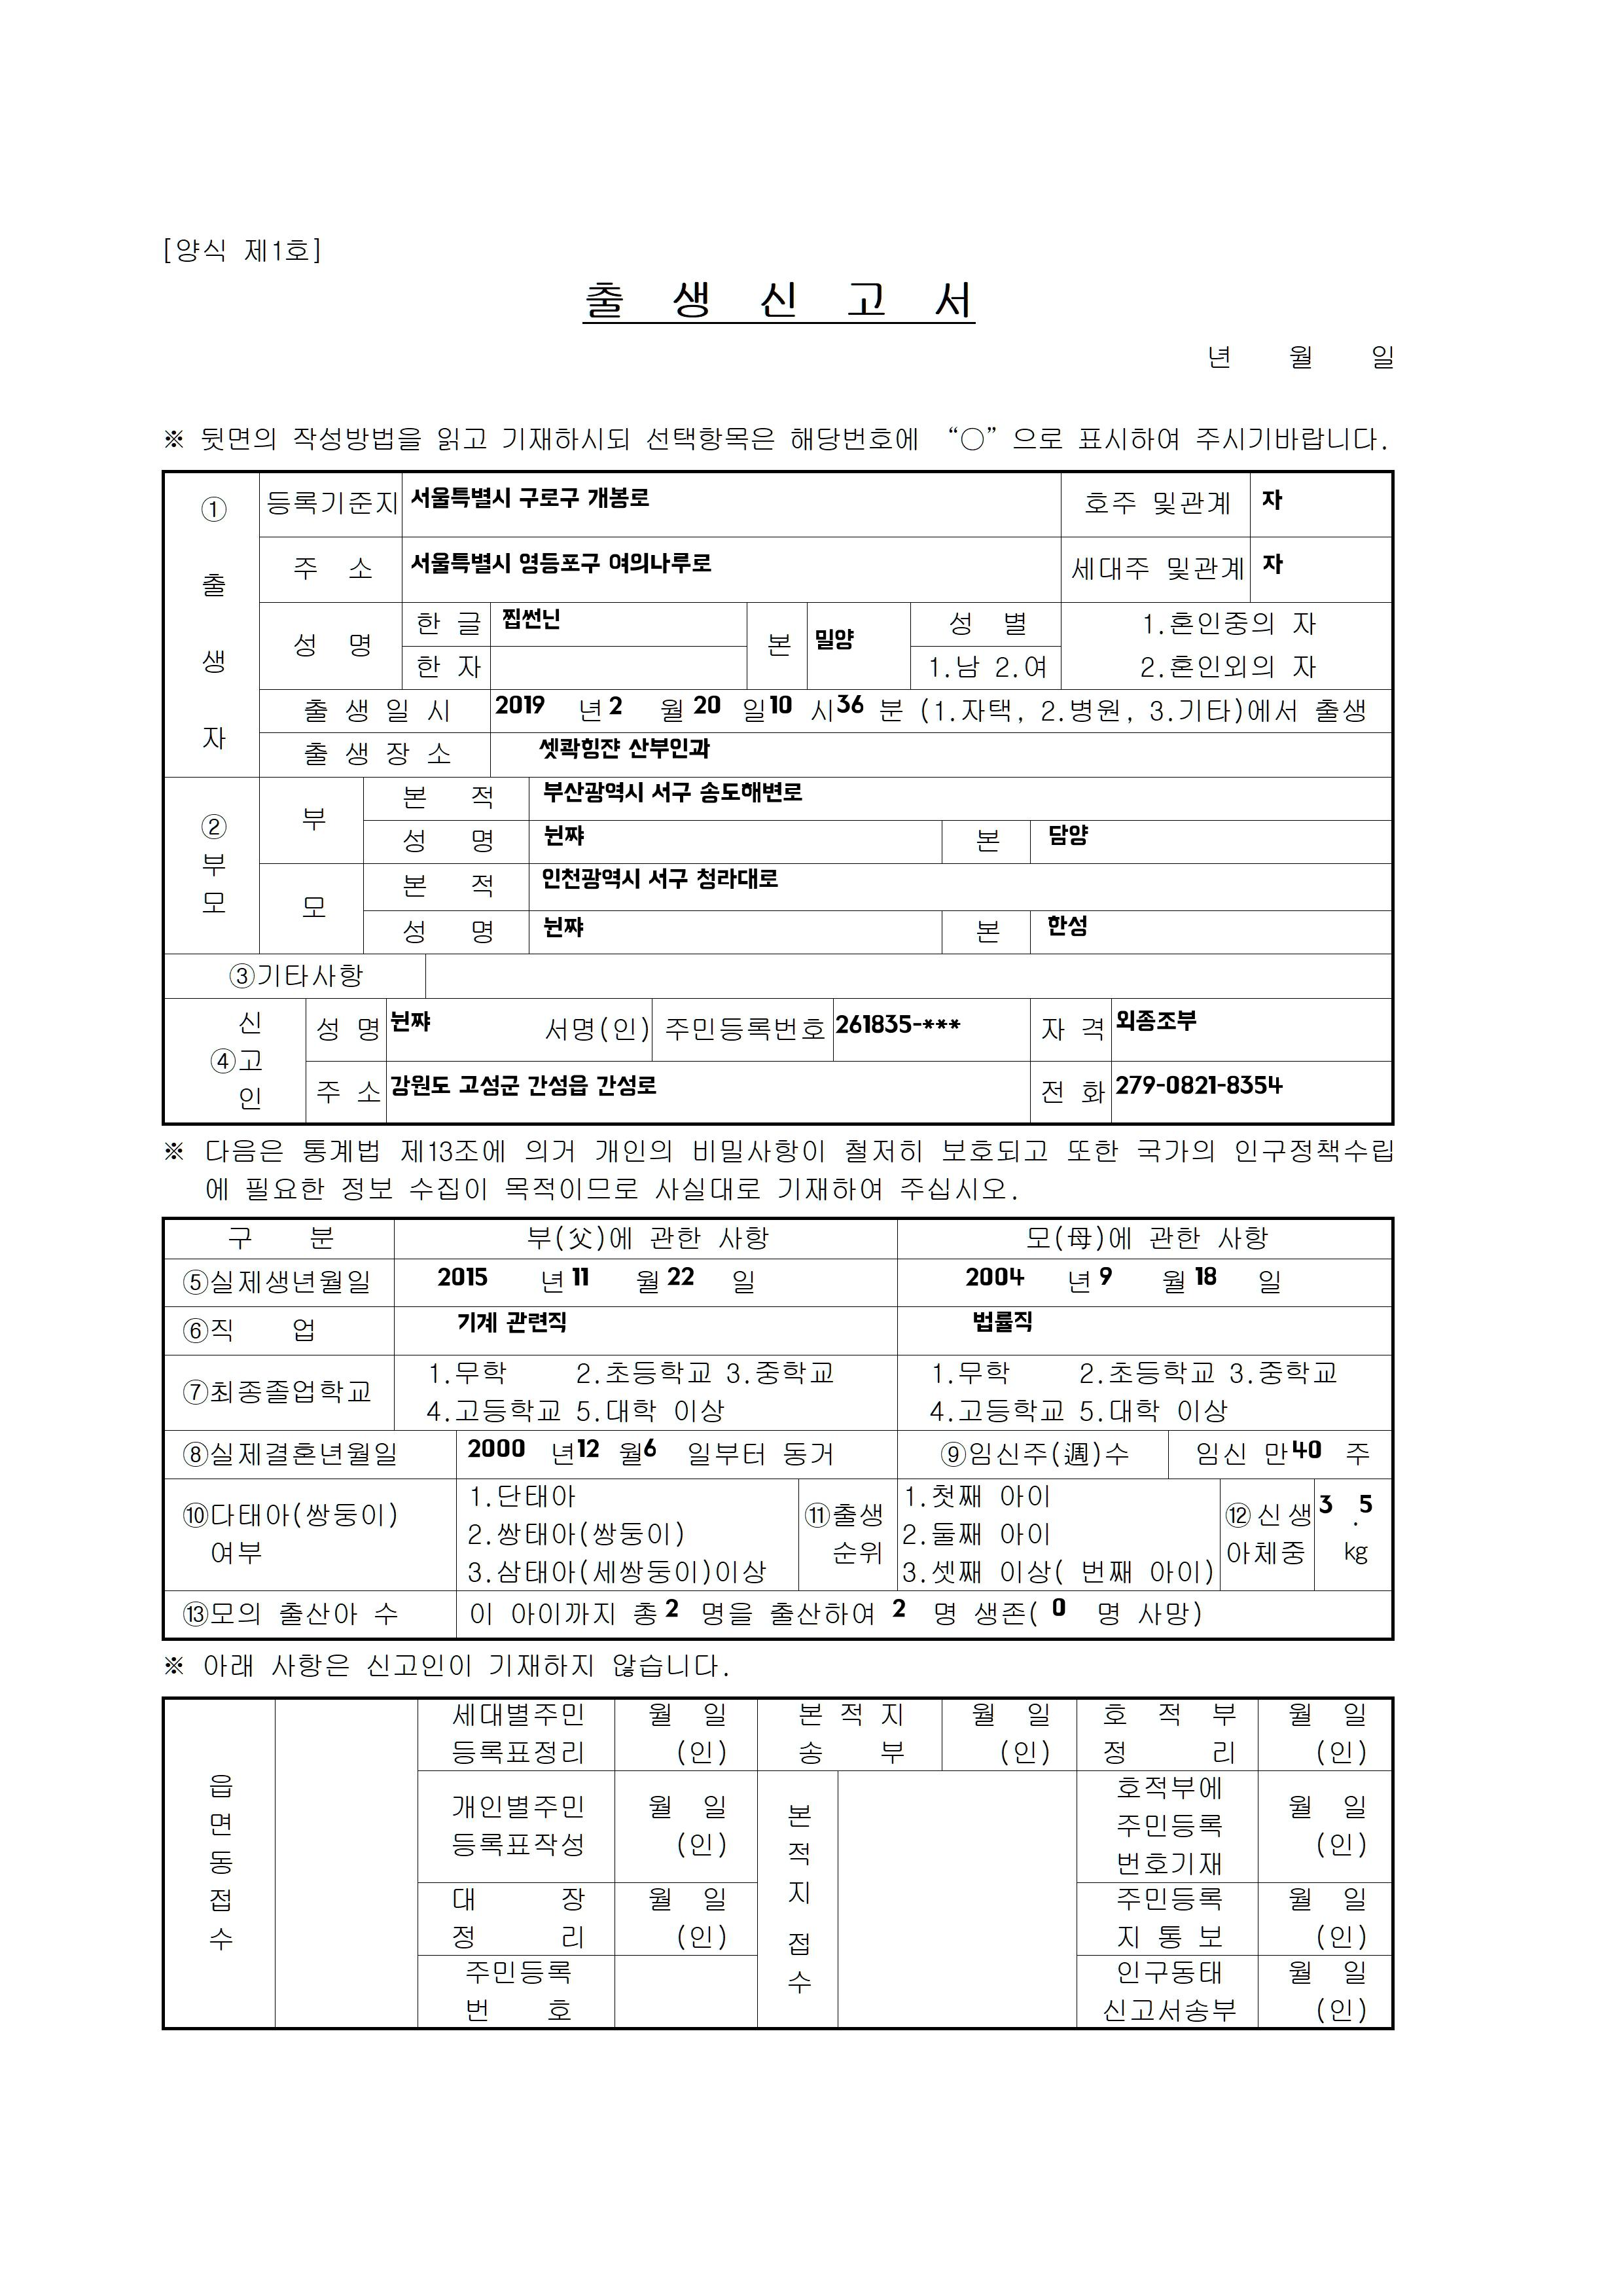 [양식 제1호]
출 생 신 고 서
년 월 일
※ 뒷면의 작성방법을 읽고 기재하시되 선택항목은 해당번호에 “○”으로 표시하여 주시기바랍니다.
① 출 생 자
등록기준지 서울특별시 구로구 개봉로 호주 및관계 자
주 소 서울특별시 영등포구 여의나루로 세대주 및관계 자
성 명 한 글 찝썬닌 본 밀양 성 별 1.혼인중의 자
한 자 1.남 2.여 2.혼인외의 자
출 생 일 시 2019 년 2 월 20 일 10 시 36 분 (1.자택, 2.병원, 3.기타)에서 출생
출 생 장 소 셋콱힝쟌 산부인과
② 부 모
부 본 적 부산광역시 서구 송도해변로
성 명 뉜쨔 본 담양
모 본 적 인천광역시 서구 청라대로
성 명 뉜쨔 본 한성
③기타사항
④ 신 고 인
성 명 뉜쨔 서명(인) 주민등록번호 261835-*** 자 격 외종조부
주 소 강원도 고성군 간성읍 간성로 전 화 279-0821-8354
※ 다음은 통계법 제13조에 의거 개인의 비밀사항이 철저히 보호되고 또한 국가의 인구정책수립
에 필요한 정보 수집이 목적이므로 사실대로 기재하여 주십시오.
구 분 부(父)에 관한 사항 모(母)에 관한 사항
⑤실제생년월일 2015 년 11 월 22 일 2004 년 9 월 18 일
⑥직 업 기계 관련직 법률직
⑦최종졸업학교 1.무학 2.초등학교 3.중학교 1.무학 2.초등학교 3.중학교
4.고등학교 5.대학 이상 4.고등학교 5.대학 이상
⑧실제결혼년월일 2000 년 12 월 6 일부터 동거 ⑨임신주(週)수 임신 만 40 주
⑩다태아(쌍둥이) 여부
1.단태아
2.쌍태아(쌍둥이)
3.삼태아(세쌍둥이)이상
⑪출생 순위
1.첫째 아이
2.둘째 아이
3.셋째 이상( 번째 아이)
⑫신생 아체중 3 . 5 kg
⑬모의 출산아 수 이 아이까지 총 2 명을 출산하여 2 명 생존( 0 명 사망)
※ 아래 사항은 신고인이 기재하지 않습니다.
읍 면 동 접 수
세대별주민 월 일 본 적 지 월 일 호 적 부 월 일
등록표정리 (인) 송 부 (인) 정 리 (인)
개인별주민 등록표작성 월 일 (인)
본 적 지 접 수
호적부에 주민등록 번호기재 월 일 (인)
대 장 월 일 주민등록 월 일
정 리 (인) 지 통 보 (인)
주민등록 인구동태 월 일
번 호 신고서송부 (인)